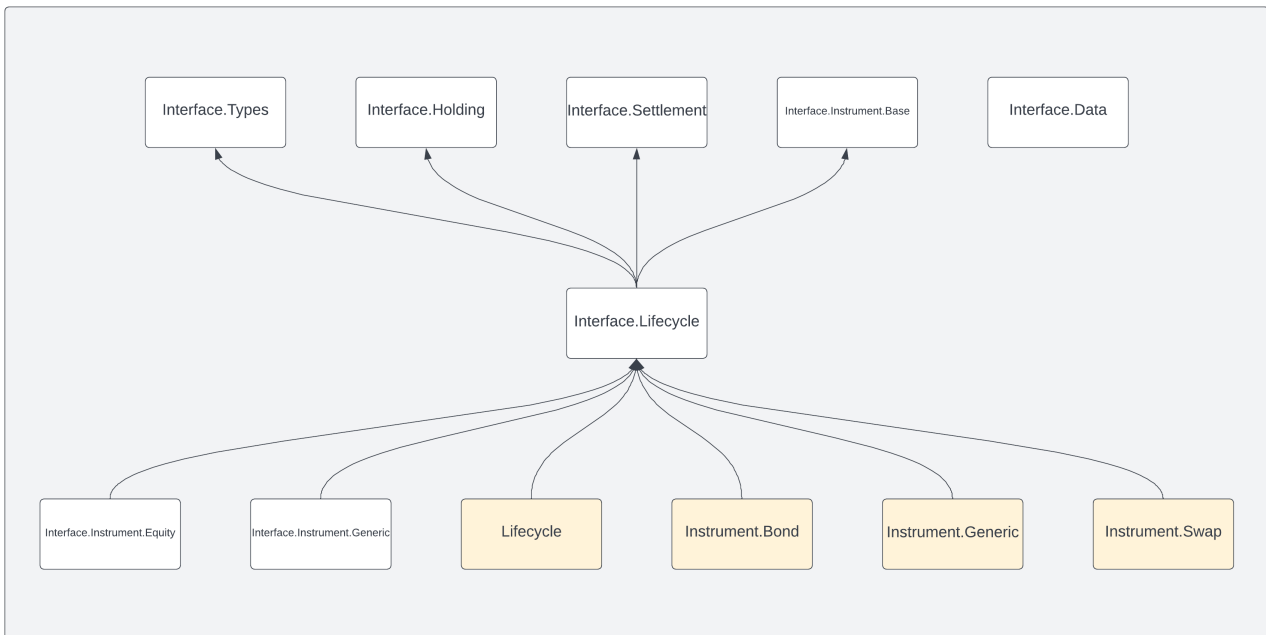 Interface.Types
Interface.Holding
Interface.Settlement
Interface.Instrument.Base
Interface.Data
Interface.Lifecycle
Interface.Instrument.Equity
Interface.Instrument.Generic
Lifecycle
Instrument.Bond
Instrument.Generic
Instrument.Swap